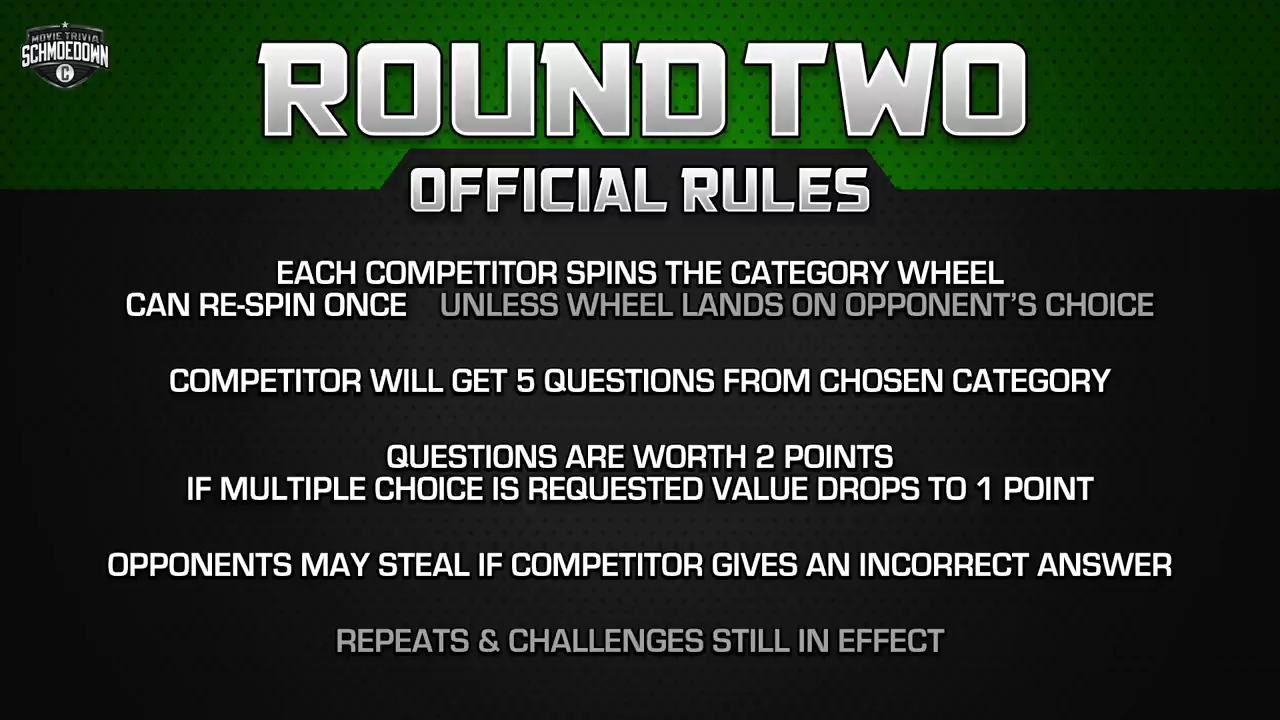 MOVIE TRIVIA
SCHMOEDOWN
C
ROUND TWO
OFFICIAL RULES
EACH COMPETITOR SPINS THE CATEGORY WHEEL
CAN RE-SPIN ONCE UNLESS WHEEL LANDS ON OPPONENT'S CHOICE
COMPETITOR WILL GET 5 QUESTIONS FROM CHOSEN CATEGORY
QUESTIONS ARE WORTH 2 POINTS
IF MULTIPLE CHOICE IS REQUESTED VALUE DROPS TO 1 POINT
OPPONENTS MAY STEAL IF COMPETITOR GIVES AN INCORRECT ANSWER
REPEATS & CHALLENGES STILL IN EFFECT